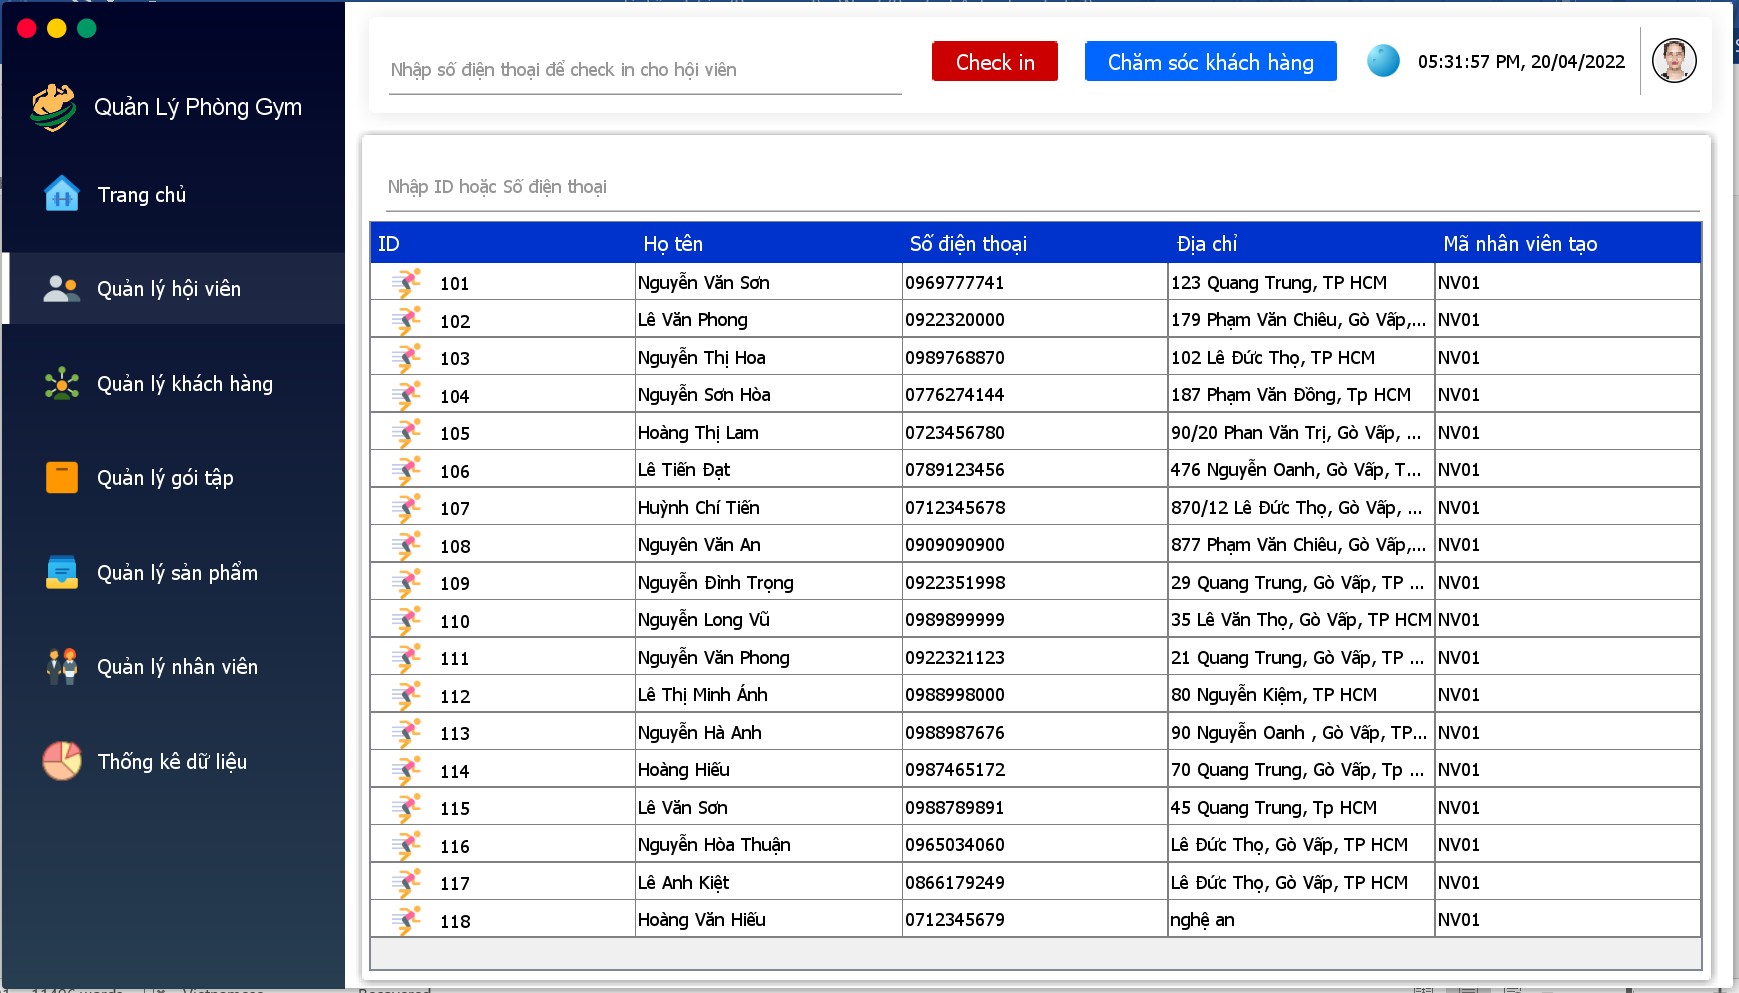 Nhập số điện thoại để check in cho hội viên
Check in
Chăm sóc khách hàng
05:31:57 PM, 20/04/2022
Quản Lý Phòng Gym
Trang chủ
Quản lý hội viên
Quản lý khách hàng
Quản lý gói tập
Quản lý sản phẩm
Quản lý nhân viên
Thống kê dữ liệu
Nhập ID hoặc Số điện thoại
ID Họ tên Số điện thoại Địa chỉ Mã nhân viên tạo
101 Nguyễn Văn Sơn 0969777741 123 Quang Trung, TP HCM NV01
102 Lê Văn Phong 0922320000 179 Phạm Văn Chiêu, Gò Vấp,... NV01
103 Nguyễn Thị Hoa 0989768870 102 Lê Đức Thọ, TP HCM NV01
104 Nguyễn Sơn Hòa 0776274144 187 Phạm Văn Đồng, Tp HCM NV01
105 Hoàng Thị Lam 0723456780 90/20 Phan Văn Trị, Gò Vấp, ... NV01
106 Lê Tiến Đạt 0789123456 476 Nguyễn Oanh, Gò Vấp, T... NV01
107 Huỳnh Chí Tiến 0712345678 870/12 Lê Đức Thọ, Gò Vấp, ... NV01
108 Nguyên Văn An 0909090900 877 Phạm Văn Chiêu, Gò Vấp,... NV01
109 Nguyễn Đình Trọng 0922351998 29 Quang Trung, Gò Vấp, TP ... NV01
110 Nguyễn Long Vũ 0989899999 35 Lê Văn Thọ, Gò Vấp, TP HCM NV01
111 Nguyễn Văn Phong 0922321123 21 Quang Trung, Gò Vấp, TP ... NV01
112 Lê Thị Minh Ánh 0988998000 80 Nguyễn Kiệm, TP HCM NV01
113 Nguyễn Hà Anh 0988987676 90 Nguyễn Oanh , Gò Vấp, TP... NV01
114 Hoàng Hiếu 0987465172 70 Quang Trung, Gò Vấp, Tp ... NV01
115 Lê Văn Sơn 0988789891 45 Quang Trung, Tp HCM NV01
116 Nguyễn Hòa Thuận 0965034060 Lê Đức Thọ, Gò Vấp, TP HCM NV01
117 Lê Anh Kiệt 0866179249 Lê Đức Thọ, Gò Vấp, TP HCM NV01
118 Hoàng Văn Hiếu 0712345679 nghệ an NV01